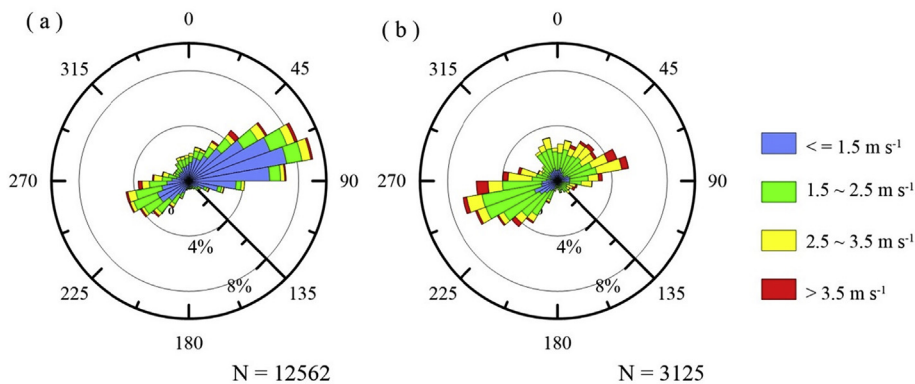 ( a )
0
45
90
135
180
225
270
315
4%
8%
N = 12562
( b )
0
45
90
135
180
225
270
315
4%
8%
N = 3125
< = 1.5 m s⁻¹
1.5 ~ 2.5 m s⁻¹
2.5 ~ 3.5 m s⁻¹
> 3.5 m s⁻¹